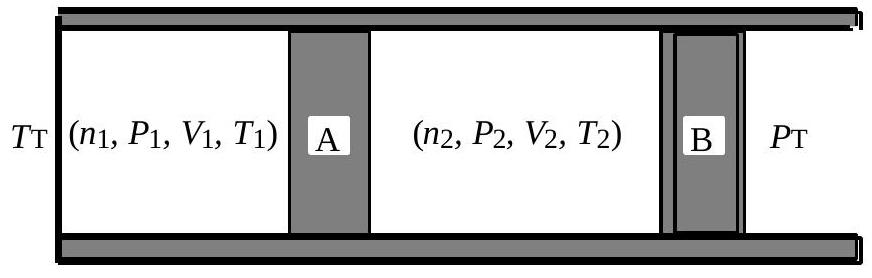 TT (n1, P1, V1, T1) A (n2, P2, V2, T2) B PT